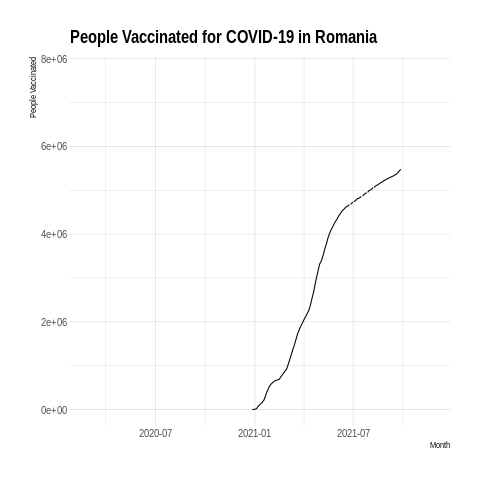 People Vaccinated for COVID-19 in Romania
People Vaccinated
8e+06
6e+06
4e+06
2e+06
0e+00
2020-07
2021-01
2021-07
Month